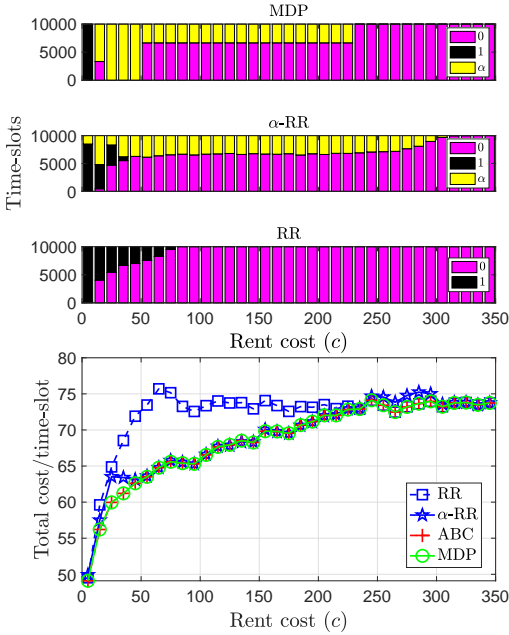 MDP
10000
5000
0
0
1
α
α-RR
10000
5000
0
0
1
α
Time-slots
RR
10000
5000
0
0
1
0 50 100 150 200 250 300 350
Rent cost (c)
80
75
70
65
60
55
50
Total cost/time-slot
RR
α-RR
ABC
MDP
0 50 100 150 200 250 300 350
Rent cost (c)